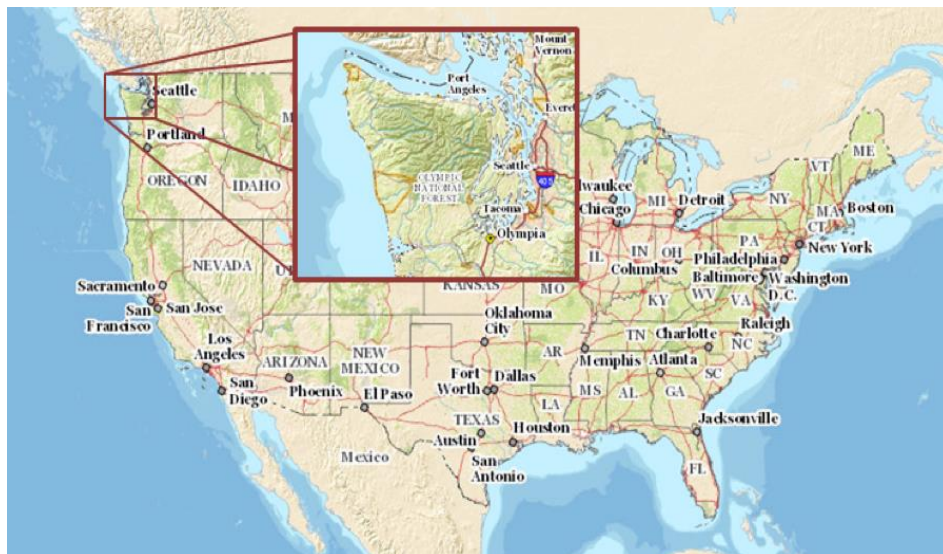 Mount
Vernon
Port
Angeles
Everet
Seattle
OLYMPIC
NATIONAL
FOREST
405
Tacoma
Olympia
Seattle
Portland
OREGON
IDAHO
M
ME
VT
NY
MA
CT
Boston
lwaukee
Chicago
MI
Detroit
PA
New York
Philadelphia
Baltimore
Washington
D.C.
IL
IN
OH
Columbus
WV
VA
KY
NEVADA
U
KANSAS
MO
Sacramento
San
Francisco
San Jose
Oklahoma
City
TN
Charlotte
Raleigh
NC
Los
Angeles
ARIZONA
NEW
MEXICO
AR
Memphis
Atlanta
SC
San
Diego
Phoenix
El Paso
Fort
Worth
Dallas
MS
AL
GA
LA
TEXAS
Austin
Houston
Jacksonville
Mexico
San
Antonio
FL